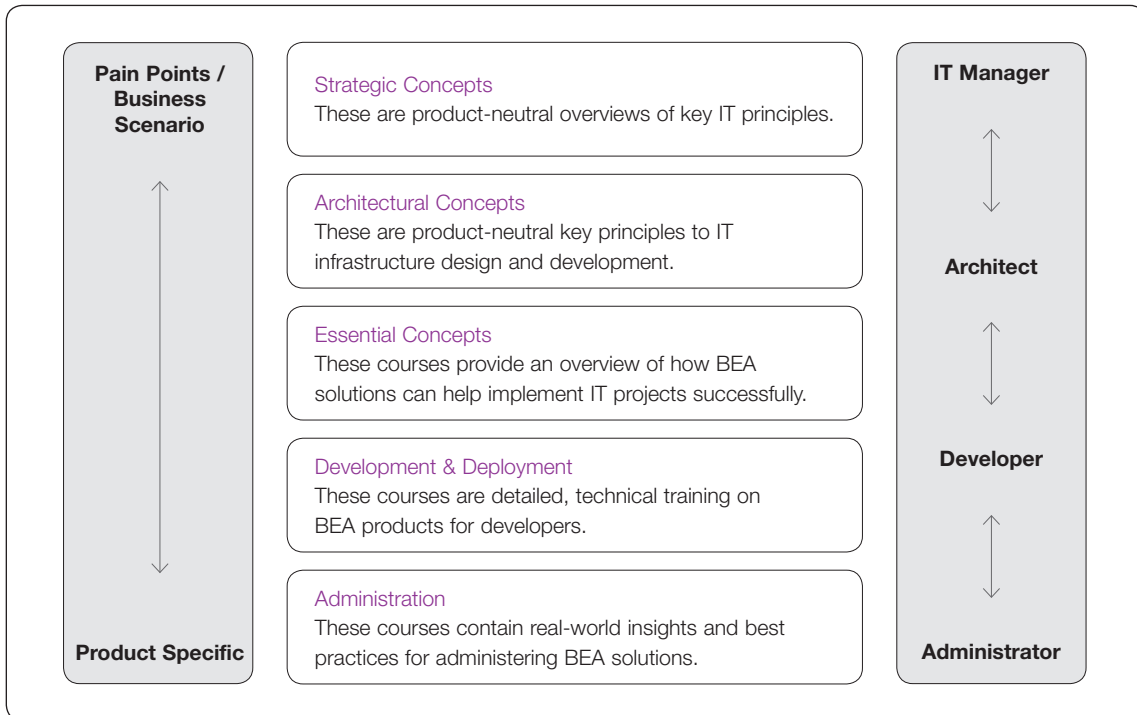 Pain Points /
Business
Scenario
Product Specific
Strategic Concepts
These are product-neutral overviews of key IT principles.
Architectural Concepts
These are product-neutral key principles to IT
infrastructure design and development.
Essential Concepts
These courses provide an overview of how BEA
solutions can help implement IT projects successfully.
Development & Deployment
These courses are detailed, technical training on
BEA products for developers.
Administration
These courses contain real-world insights and best
practices for administering BEA solutions.
IT Manager
Architect
Developer
Administrator